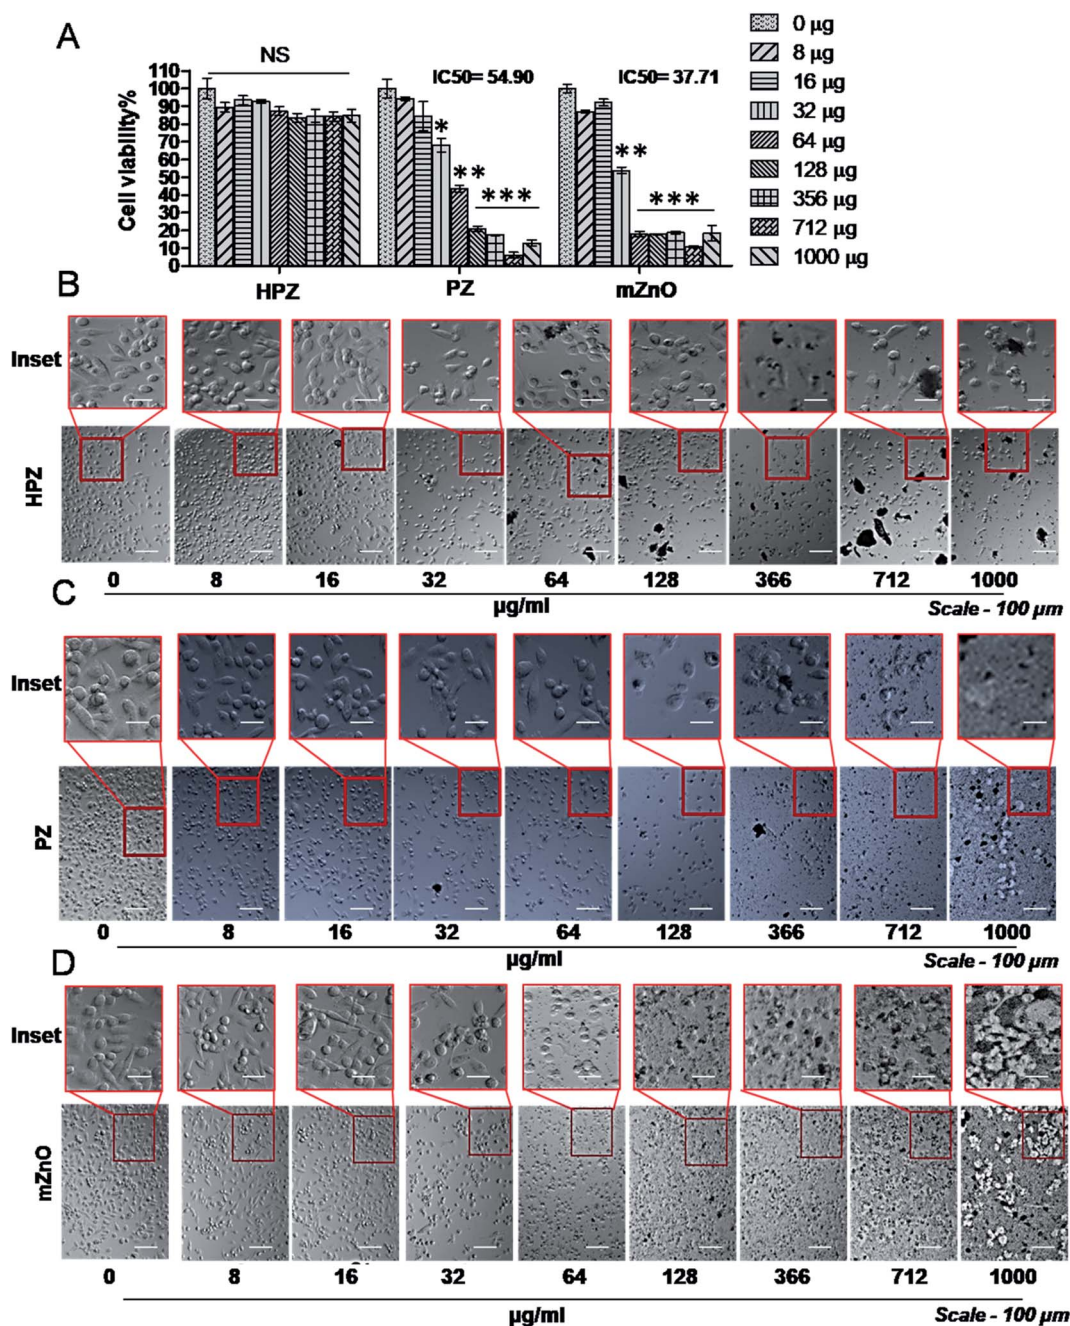 A
NS
IC50= 54.90
IC50= 37.71
Cell viability%
110
100
90
80
70
60
50
40
30
20
10
0
*
**
***
**
***
HPZ PZ mZnO
0 µg
8 µg
16 µg
32 µg
64 µg
128 µg
356 µg
712 µg
1000 µg
B
Inset
HPZ
0 8 16 32 64 128 366 712 1000
µg/ml
Scale - 100 µm
C
Inset
PZ
0 8 16 32 64 128 366 712 1000
µg/ml
Scale - 100 µm
D
Inset
mZnO
0 8 16 32 64 128 366 712 1000
µg/ml
Scale - 100 µm